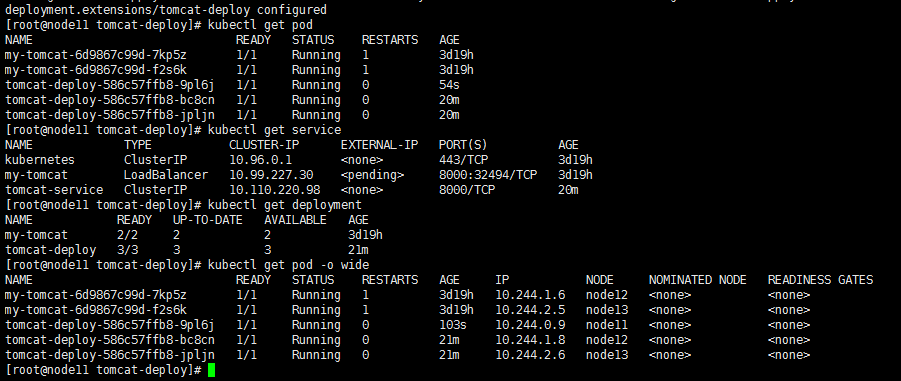 deployment.extensions/tomcat-deploy configured
[root@node11 tomcat-deploy]# kubectl get pod
NAME READY STATUS RESTARTS AGE
my-tomcat-6d9867c99d-7kp5z 1/1 Running 1 3d19h
my-tomcat-6d9867c99d-f2s6k 1/1 Running 1 3d19h
tomcat-deploy-586c57ffb8-9pl6j 1/1 Running 0 54s
tomcat-deploy-586c57ffb8-bc8cn 1/1 Running 0 20m
tomcat-deploy-586c57ffb8-jpljn 1/1 Running 0 20m
[root@node11 tomcat-deploy]# kubectl get service
NAME TYPE CLUSTER-IP EXTERNAL-IP PORT(S) AGE
kubernetes ClusterIP 10.96.0.1 <none> 443/TCP 3d19h
my-tomcat LoadBalancer 10.99.227.30 <pending> 8000:32494/TCP 3d19h
tomcat-service ClusterIP 10.110.220.98 <none> 8000/TCP 20m
[root@node11 tomcat-deploy]# kubectl get deployment
NAME READY UP-TO-DATE AVAILABLE AGE
my-tomcat 2/2 2 2 3d19h
tomcat-deploy 3/3 3 3 21m
[root@node11 tomcat-deploy]# kubectl get pod -o wide
NAME READY STATUS RESTARTS AGE IP NODE NOMINATED NODE READINESS GATES
my-tomcat-6d9867c99d-7kp5z 1/1 Running 1 3d19h 10.244.1.6 node12 <none> <none>
my-tomcat-6d9867c99d-f2s6k 1/1 Running 1 3d19h 10.244.2.5 node13 <none> <none>
tomcat-deploy-586c57ffb8-9pl6j 1/1 Running 0 103s 10.244.0.9 node11 <none> <none>
tomcat-deploy-586c57ffb8-bc8cn 1/1 Running 0 21m 10.244.1.8 node12 <none> <none>
tomcat-deploy-586c57ffb8-jpljn 1/1 Running 0 21m 10.244.2.6 node13 <none> <none>
[root@node11 tomcat-deploy]#